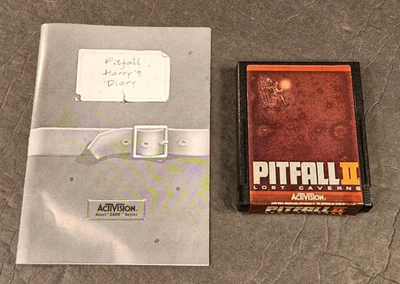 Pitfall
Harry's
Diary
ACTIVISION.
Atari® 2600™ Series
PITFALL II
LOST CAVERNS
ACTIVISION.
PITFALL II